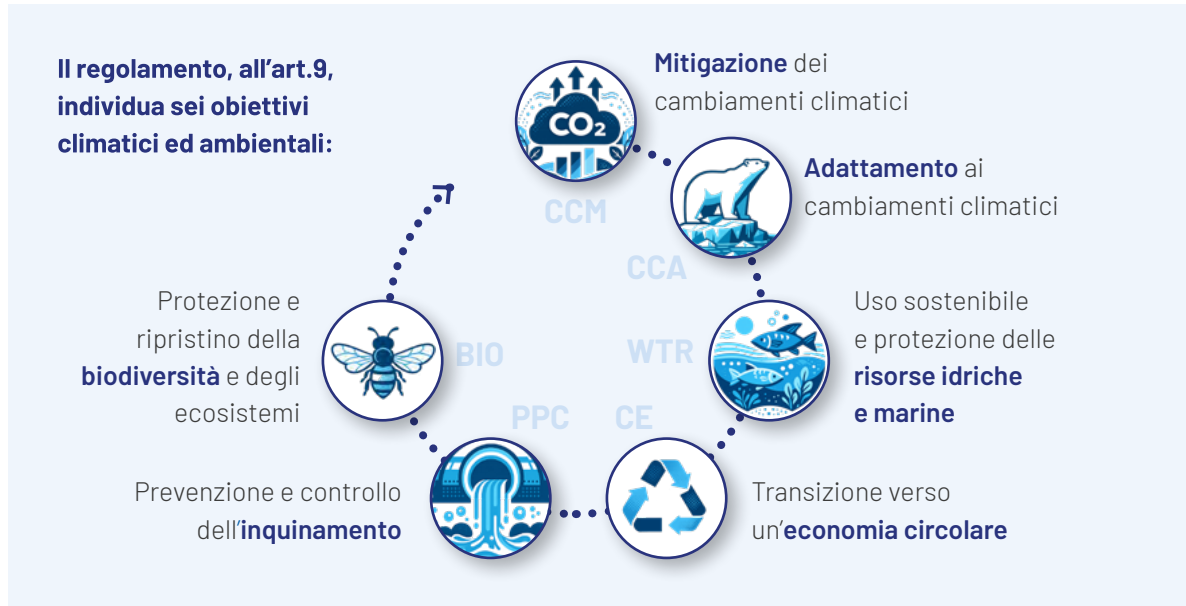 Il regolamento, all'art.9,
individua sei obiettivi
climatici ed ambientali:
Mitigazione dei
cambiamenti climatici
CO₂
CCM
Adattamento ai
cambiamenti climatici
CCA
Uso sostenibile
e protezione delle
risorse idriche
e marine
WTR
Transizione verso
un'economia circolare
CE
Prevenzione e controllo
dell'inquinamento
PPC
Protezione e
ripristino della
biodiversità e degli
ecosistemi
BIO